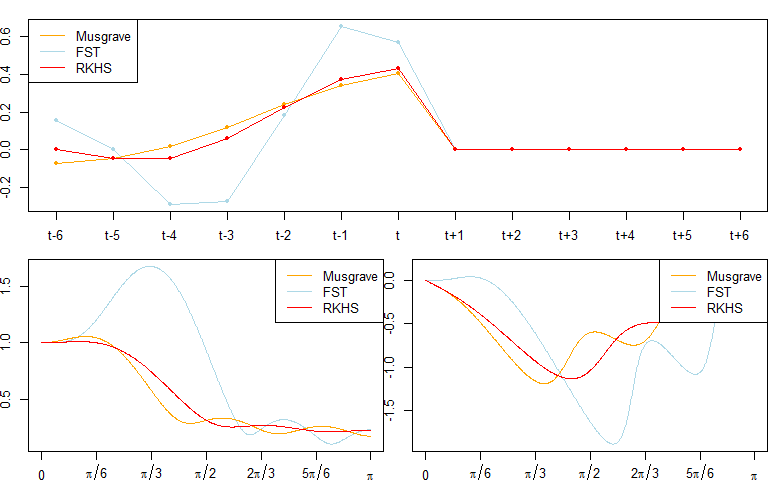 Musgrave
FST
RKHS
0.6
0.4
0.2
0.0
-0.2
t-6 t-5 t-4 t-3 t-2 t-1 t t+1 t+2 t+3 t+4 t+5 t+6
Musgrave
FST
RKHS
1.5
1.0
0.5
0 π/6 π/3 π/2 2π/3 5π/6 π
Musgrave
FST
RKHS
0.0
-0.5
-1.0
-1.5
0 π/6 π/3 π/2 2π/3 5π/6 π